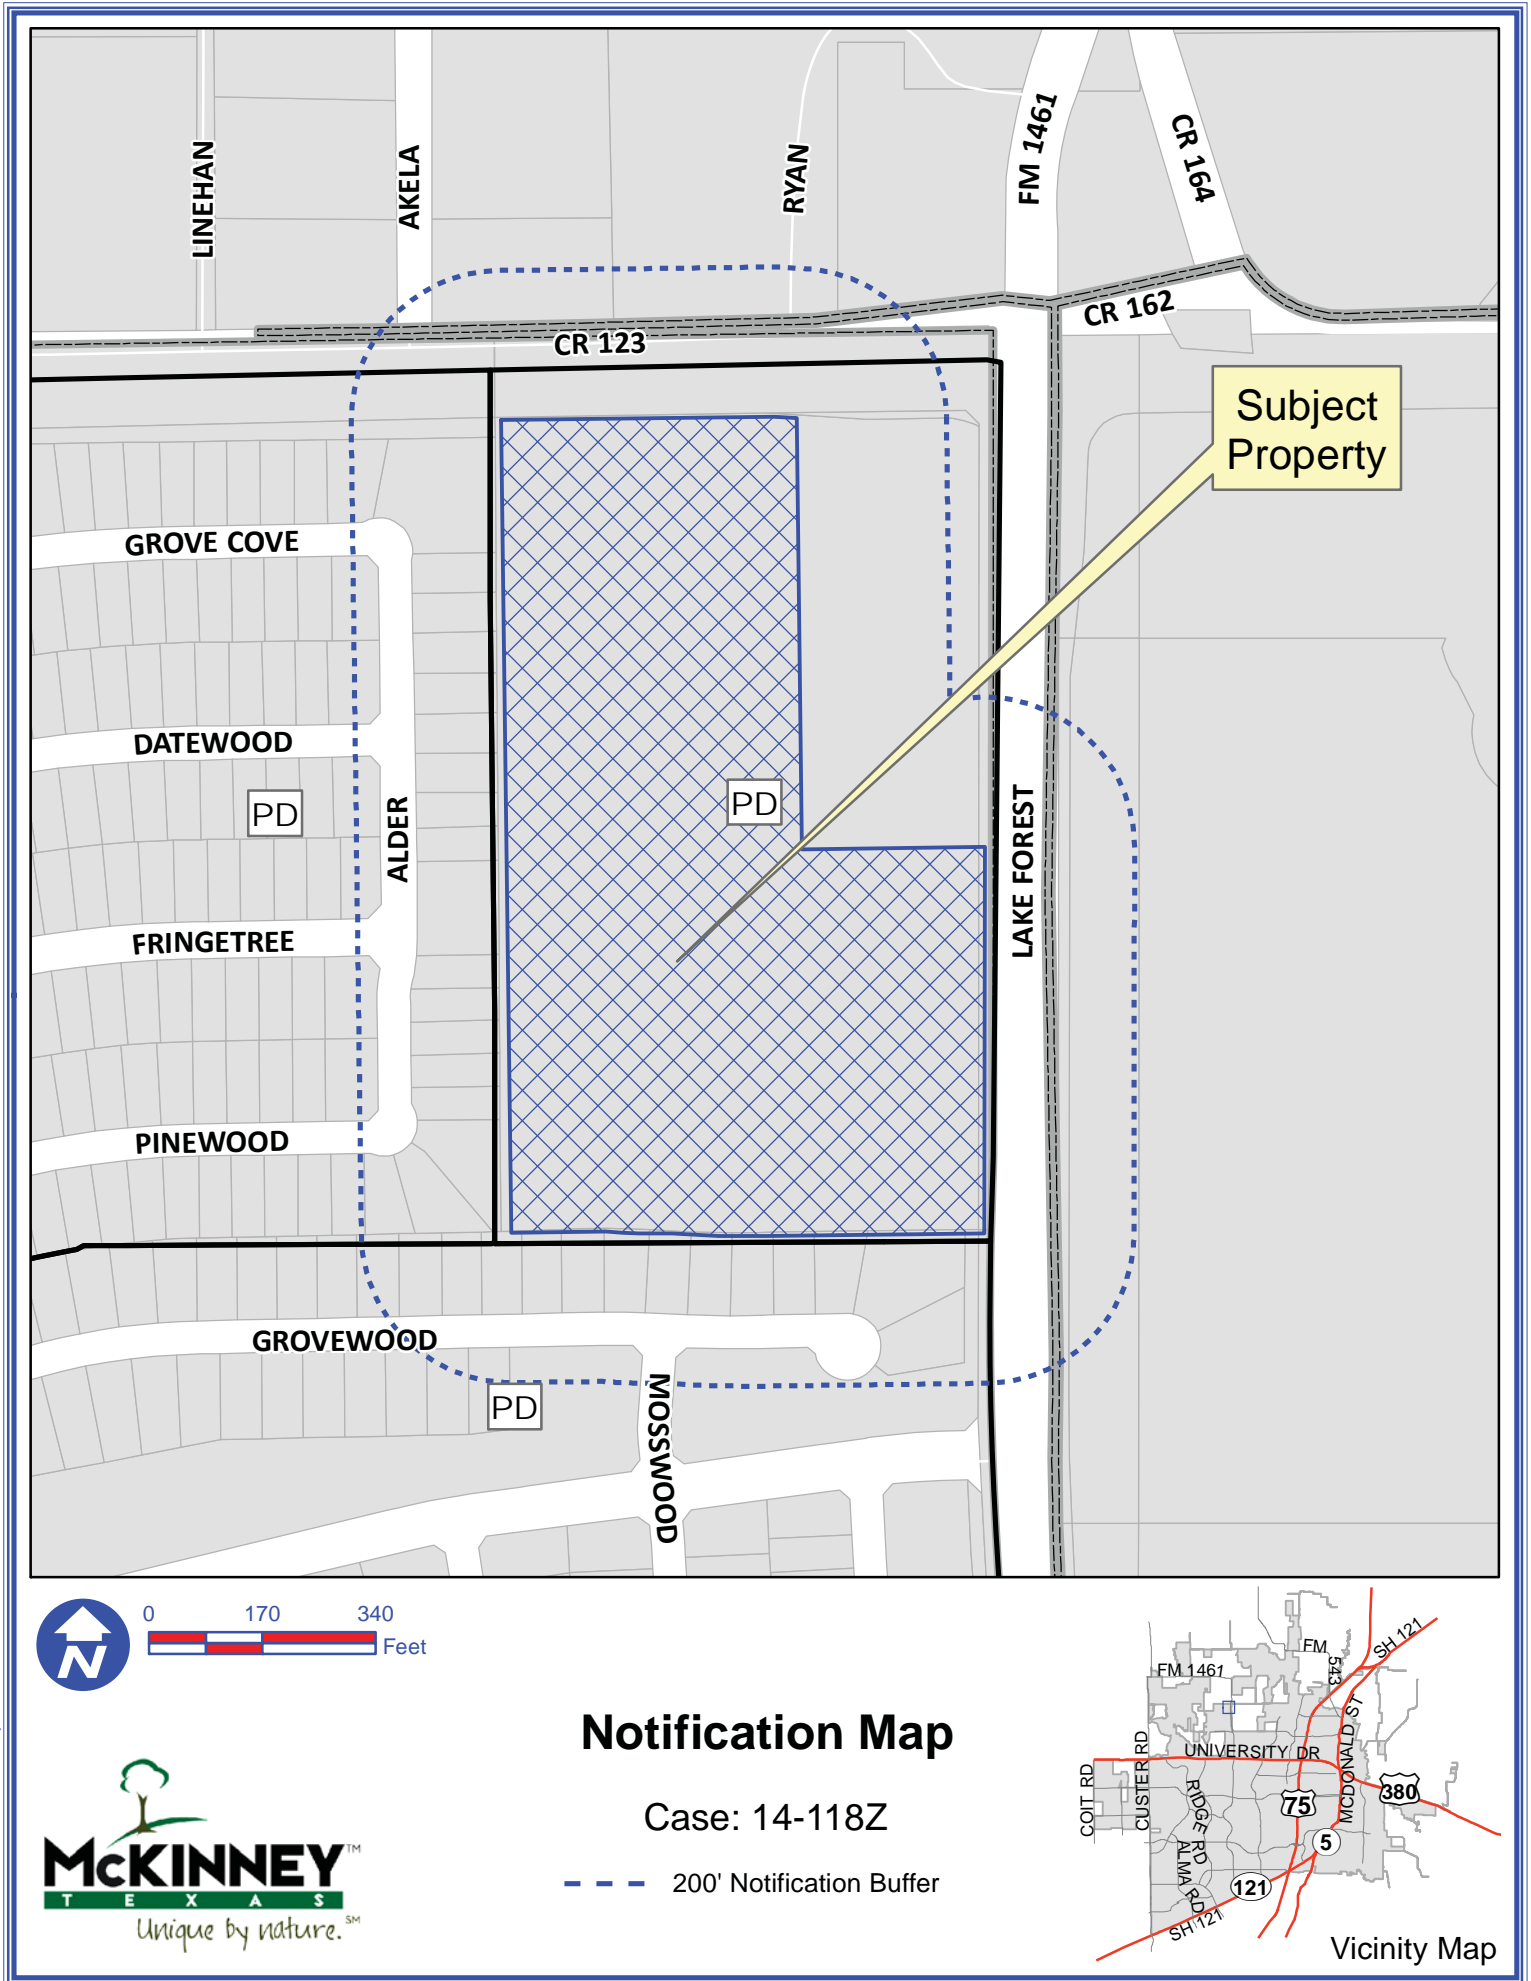 LINEHAN
AKELA
RYAN
FM 1461
CR 164
CR 162
CR 123
Subject
Property
GROVE COVE
DATEWOOD
PD
ALDER
PD
LAKE FOREST
FRINGETREE
PINEWOOD
GROVEWOOD
PD
MOSSWOOD
0 170 340
Feet
N
Notification Map
Case: 14-118Z
200' Notification Buffer
McKINNEY™
TEXAS
Unique by nature.℠
FM 1461
FM
543
SH 121
UNIVERSITY DR
MCDONALD ST
COIT RD
CUSTER RD
RIDGE RD
ALMA RD
75
380
5
121
SH 121
Vicinity Map